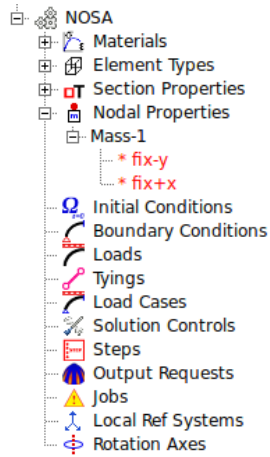 NOSA
Materials
Element Types
Section Properties
Nodal Properties
Mass-1
* fix-y
* fix+x
Initial Conditions
Boundary Conditions
Loads
Tyings
Load Cases
Solution Controls
Steps
Output Requests
Jobs
Local Ref Systems
Rotation Axes